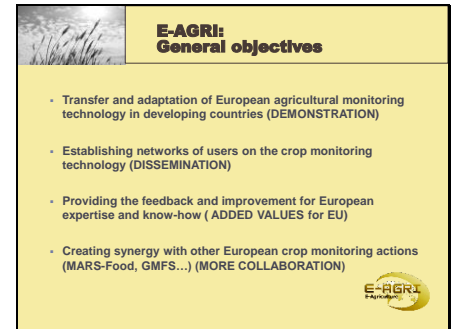 E-AGRI:
General objectives
▪ Transfer and adaptation of European agricultural monitoring
technology in developing countries (DEMONSTRATION)
▪ Establishing networks of users on the crop monitoring
technology (DISSEMINATION)
▪ Providing the feedback and improvement for European
expertise and know-how ( ADDED VALUES for EU)
▪ Creating synergy with other European crop monitoring actions
(MARS-Food, GMFS…) (MORE COLLABORATION)
E-AGRI
E-Agriculture